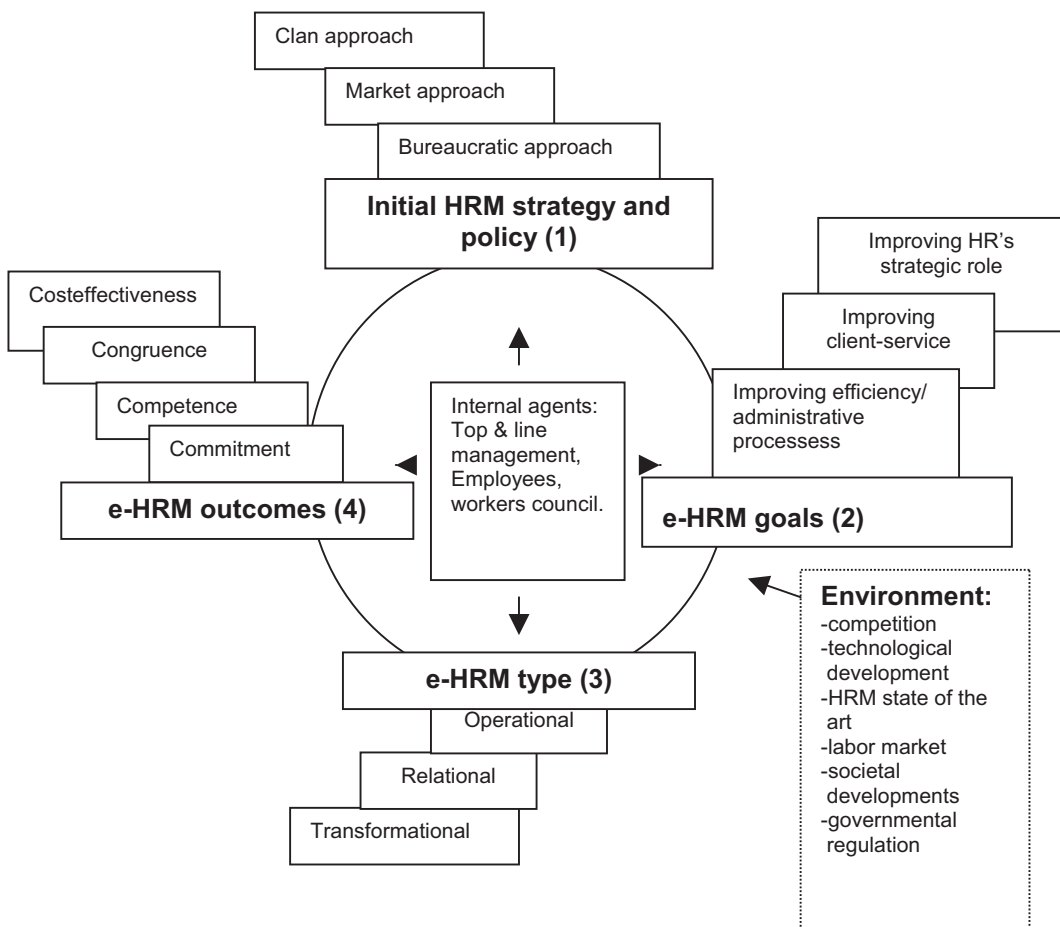 Clan approach
Market approach
Bureaucratic approach
Initial HRM strategy and
policy (1)
Improving HR's
strategic role
Improving
client-service
Improving efficiency/
administrative
processess
e-HRM goals (2)
Costeffectiveness
Congruence
Competence
Commitment
e-HRM outcomes (4)
Internal agents:
Top & line
management,
Employees,
workers council.
e-HRM type (3)
Operational
Relational
Transformational
Environment:
-competition
-technological
development
-HRM state of the
art
-labor market
-societal
developments
-governmental
regulation